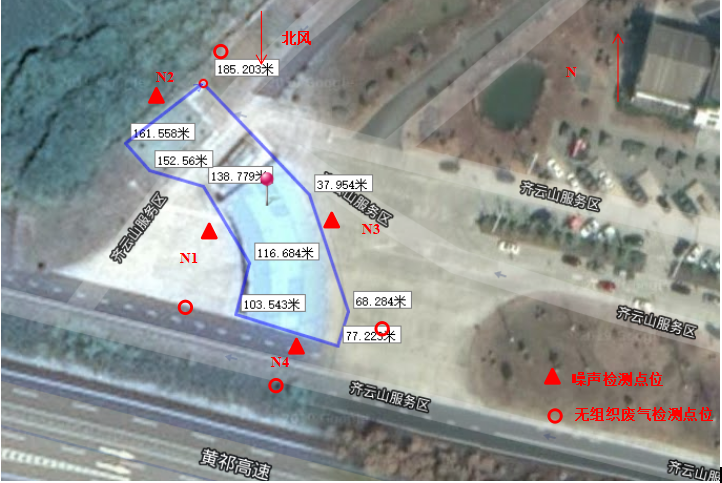 北风
185.203米
N2
N
161.558米
152.56米
138.779米
37.954米
齐云山服务区
云山服务区
齐云山服务区
N3
N1
116.684米
103.543米
68.284米
齐云山服务区
77.223米
N4
噪声检测点位
齐云山服务区
无组织废气检测点位
黄祁高速
齐云山服务区